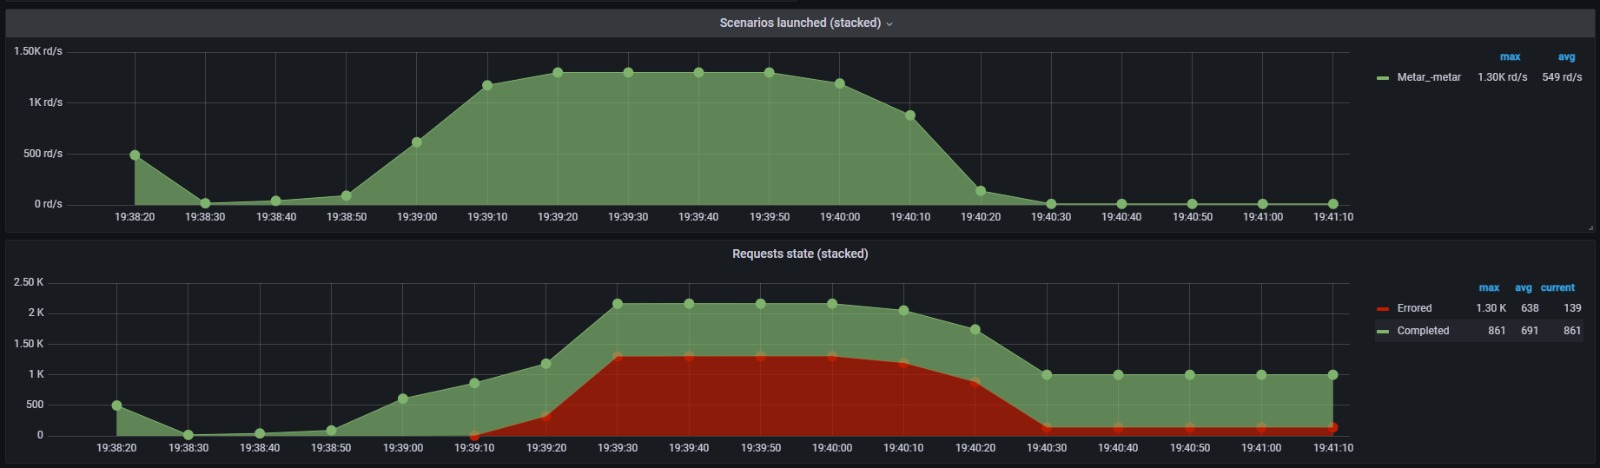 Scenarios launched (stacked)
1.50K rd/s
1K rd/s
500 rd/s
0 rd/s
19:38:20 19:38:30 19:38:40 19:38:50 19:39:00 19:39:10 19:39:20 19:39:30 19:39:40 19:39:50 19:40:00 19:40:10 19:40:20 19:40:30 19:40:40 19:40:50 19:41:00 19:41:10
max avg
Metar_-metar 1.30K rd/s 549 rd/s
Requests state (stacked)
2.50 K
2 K
1.50 K
1 K
500
0
19:38:20 19:38:30 19:38:40 19:38:50 19:39:00 19:39:10 19:39:20 19:39:30 19:39:40 19:39:50 19:40:00 19:40:10 19:40:20 19:40:30 19:40:40 19:40:50 19:41:00 19:41:10
max avg current
Errored 1.30 K 638 139
Completed 861 691 861